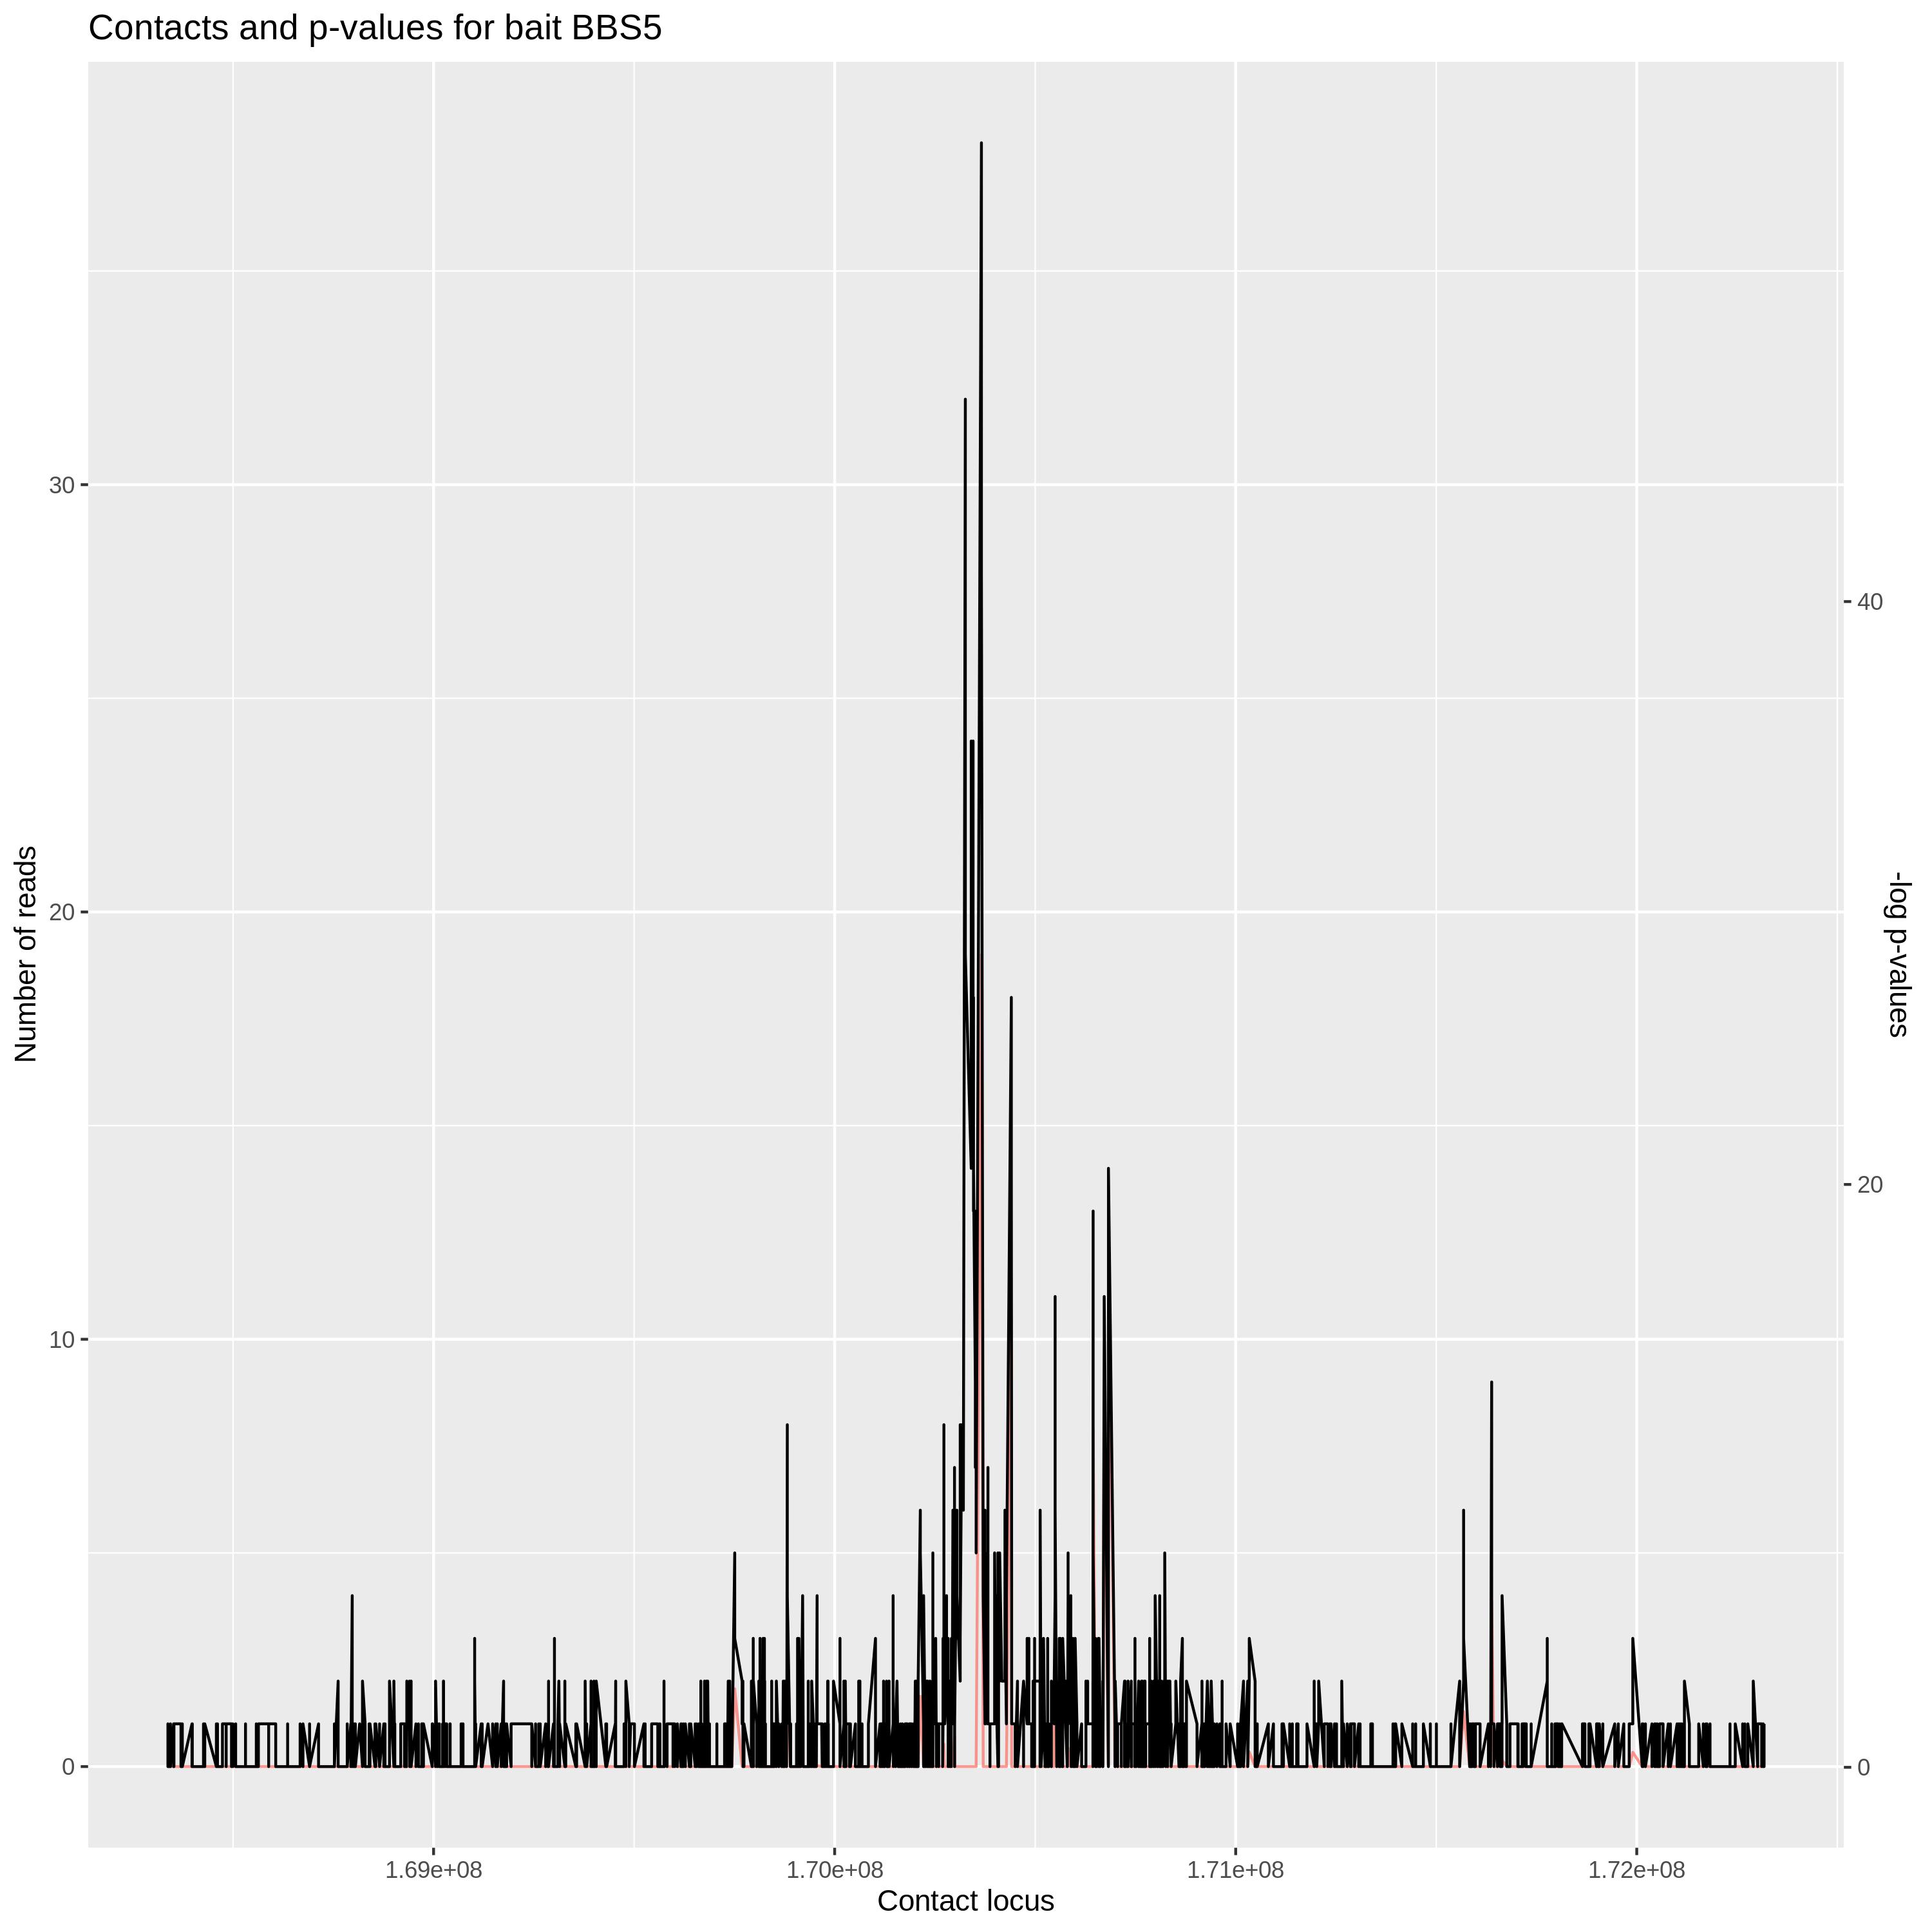 Contacts and p-values for bait BBS5
Number of reads
30
20
10
0
40
20
0
-log p-values
1.69e+08 1.70e+08 1.71e+08 1.72e+08
Contact locus